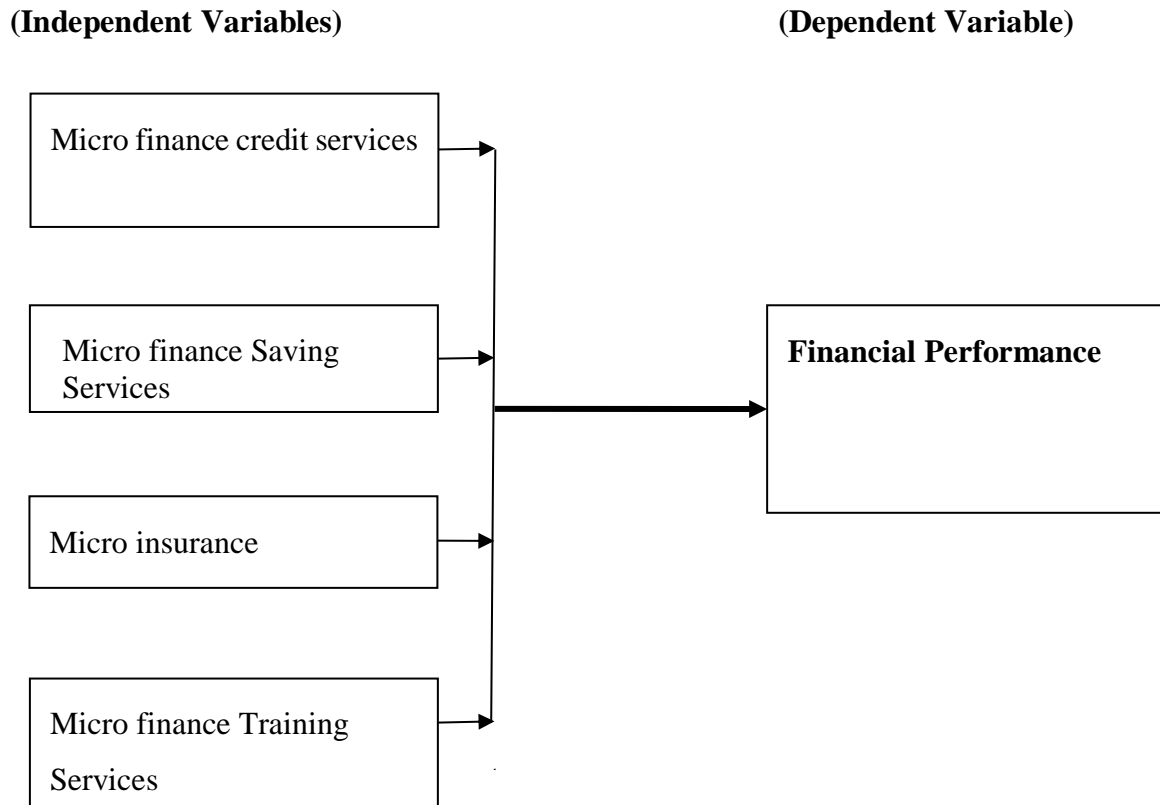 (Independent Variables) (Dependent Variable)
Micro finance credit services
Micro finance Saving
Services
Financial Performance
Micro insurance
Micro finance Training
Services